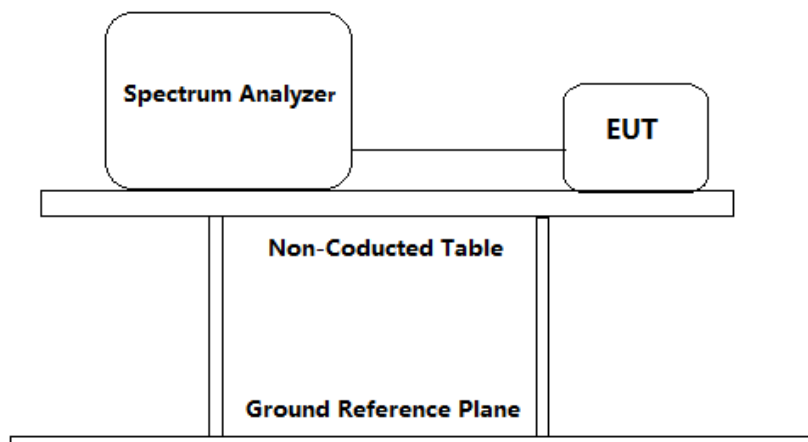 Spectrum Analyzer
EUT
Non-Coducted Table
Ground Reference Plane